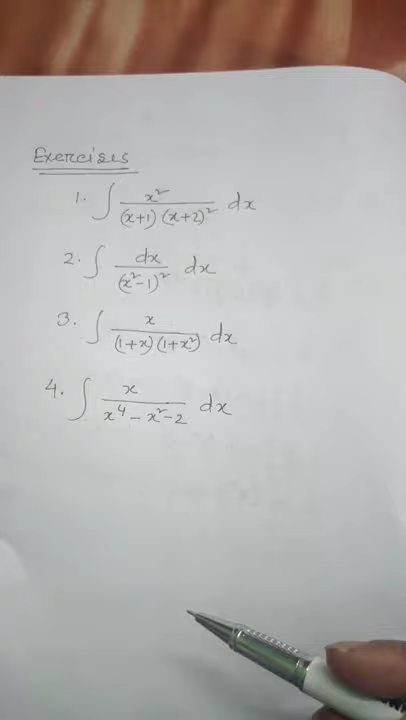 Exercises
1. ∫ x²/((x+1)(x+2)²) dx
2. ∫ dx/(x²-1)² dx
3. ∫ x/((1+x)(1+x²)) dx
4. ∫ x/(x⁴-x²-2) dx